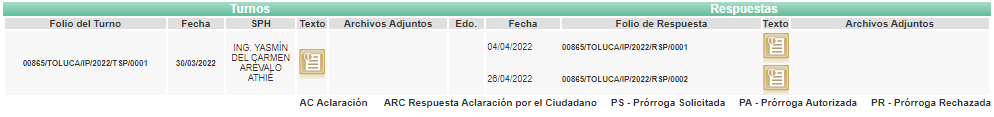 Turnos Respuestas
Folio del Turno Fecha SPH Texto Archivos Adjuntos Edo. Fecha Folio de Respuesta Texto Archivos Adjuntos
00865/TOLUCA/IP/2022/TSP/0001 30/03/2022
ING. YASMÍN
DEL CARMEN
ARÉVALO
ATHIÉ
04/04/2022 00865/TOLUCA/IP/2022/RSP/0001
26/04/2022 00865/TOLUCA/IP/2022/RSP/0002
AC Aclaración ARC Respuesta Aclaración por el Ciudadano PS - Prórroga Solicitada PA - Prórroga Autorizada PR - Prórroga Rechazada